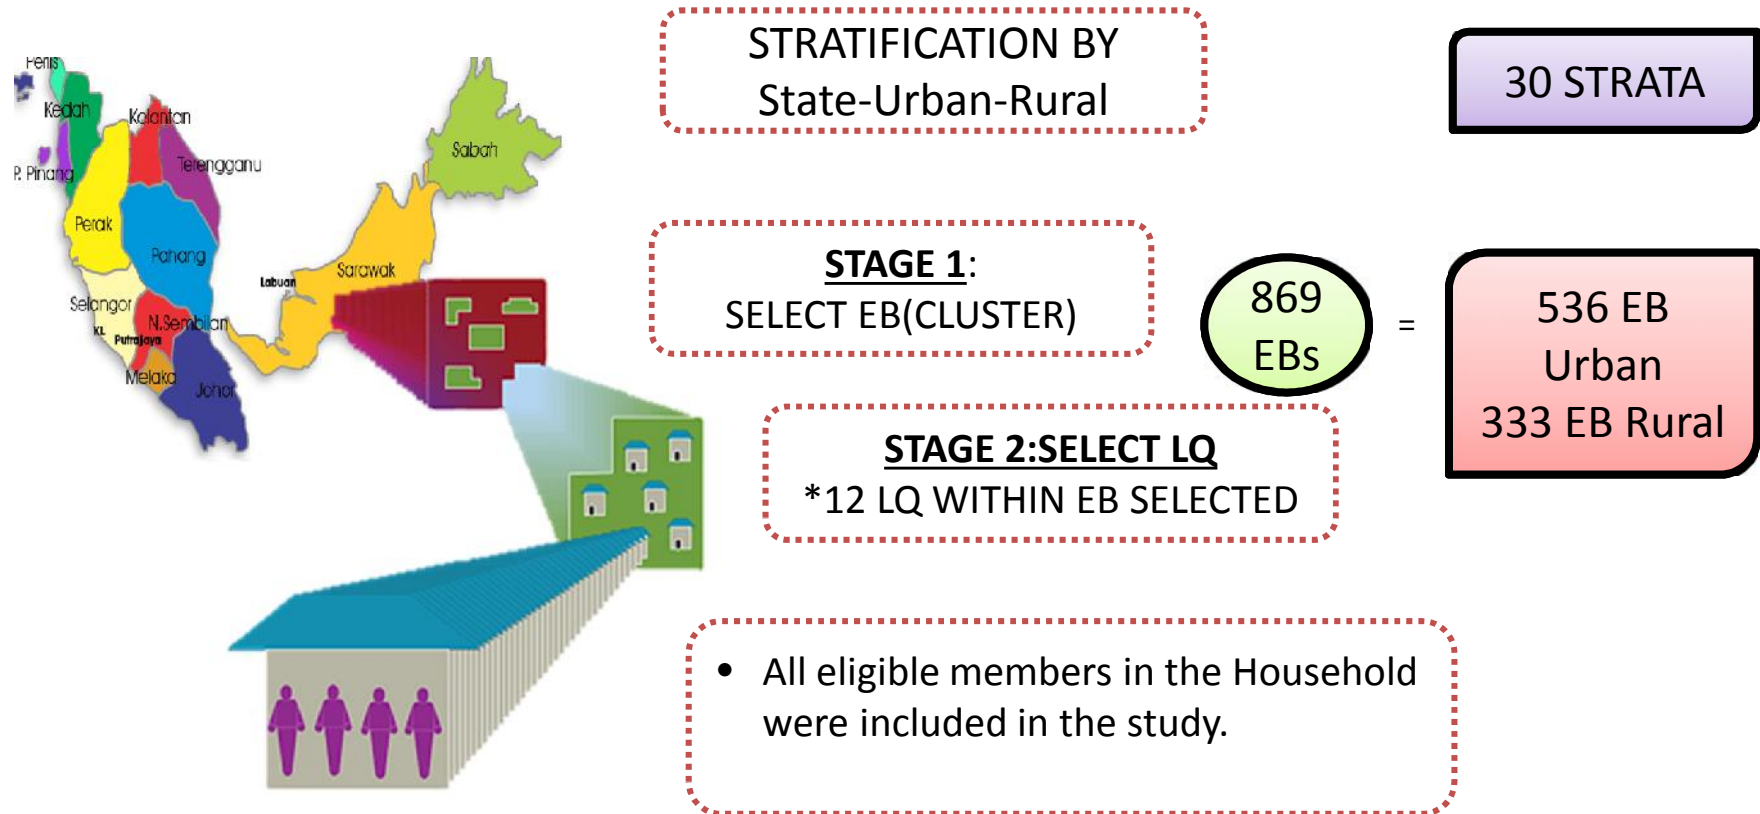 STRATIFICATION BY
State-Urban-Rural
30 STRATA
Perlis
Kedah
Kelantan
P. Pinang
Terengganu
Perak
Pahang
Selangor
KL
Putrajaya
N.Sembilan
Melaka
Johor
Sabah
Labuan
Sarawak
STAGE 1:
SELECT EB(CLUSTER)
869
EBs
=
536 EB
Urban
333 EB Rural
STAGE 2:SELECT LQ
*12 LQ WITHIN EB SELECTED
• All eligible members in the Household
were included in the study.